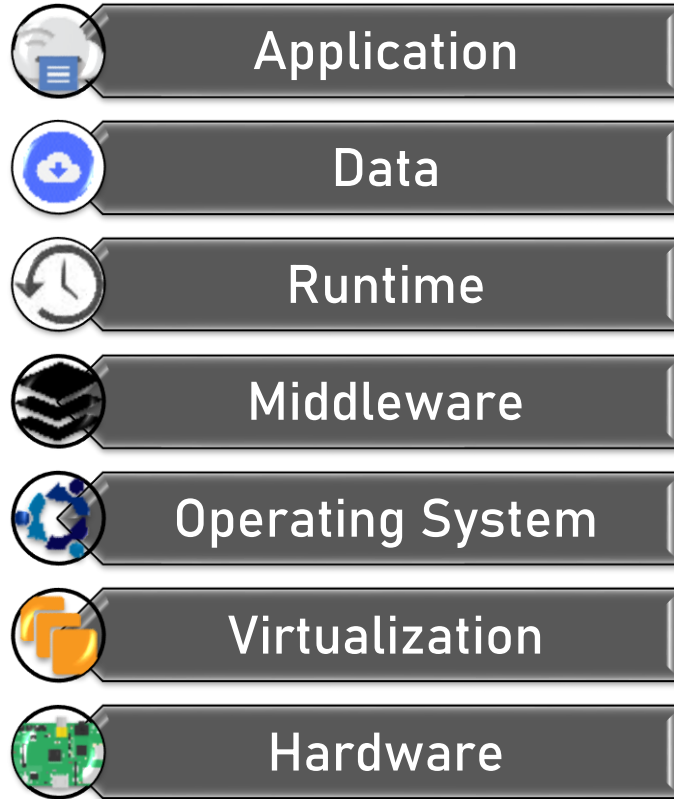 Application
Data
Runtime
Middleware
Operating System
Virtualization
Hardware